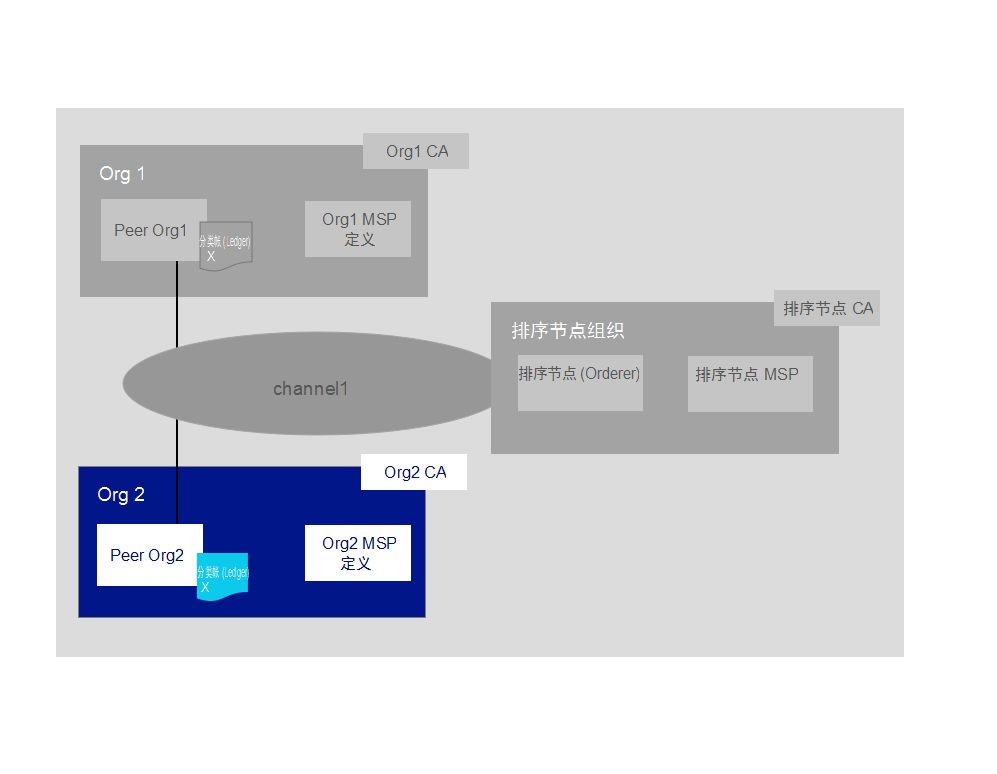 Org1 CA
Org 1
Peer Org1
分类帐 (Ledger)
X
Org1 MSP
定义
排序节点 CA
排序节点组织
排序节点 (Orderer)
排序节点 MSP
channel1
Org2 CA
Org 2
Peer Org2
分类帐 (Ledger)
X
Org2 MSP
定义